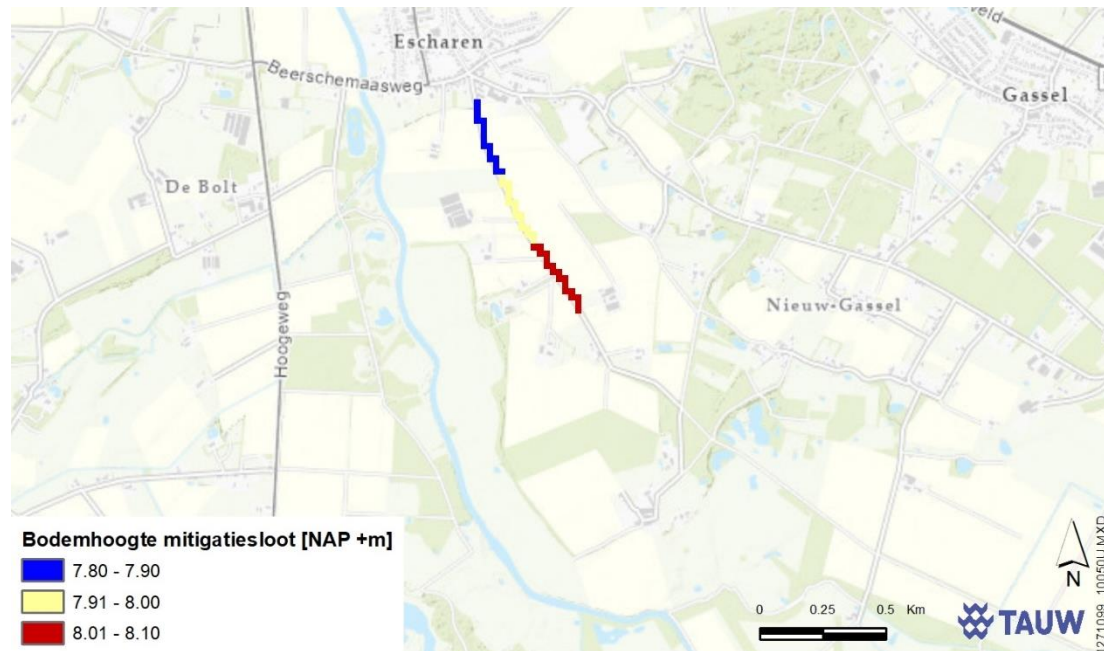 Escharen
Beerschemaasweg
Gassel
De Bolt
Hoogeweg
Nieuw-Gassel
Bodemhoogte mitigatiesloot [NAP +m]
7.80 - 7.90
7.91 - 8.00
8.01 - 8.10
0 0.25 0.5 Km
N
TAUW